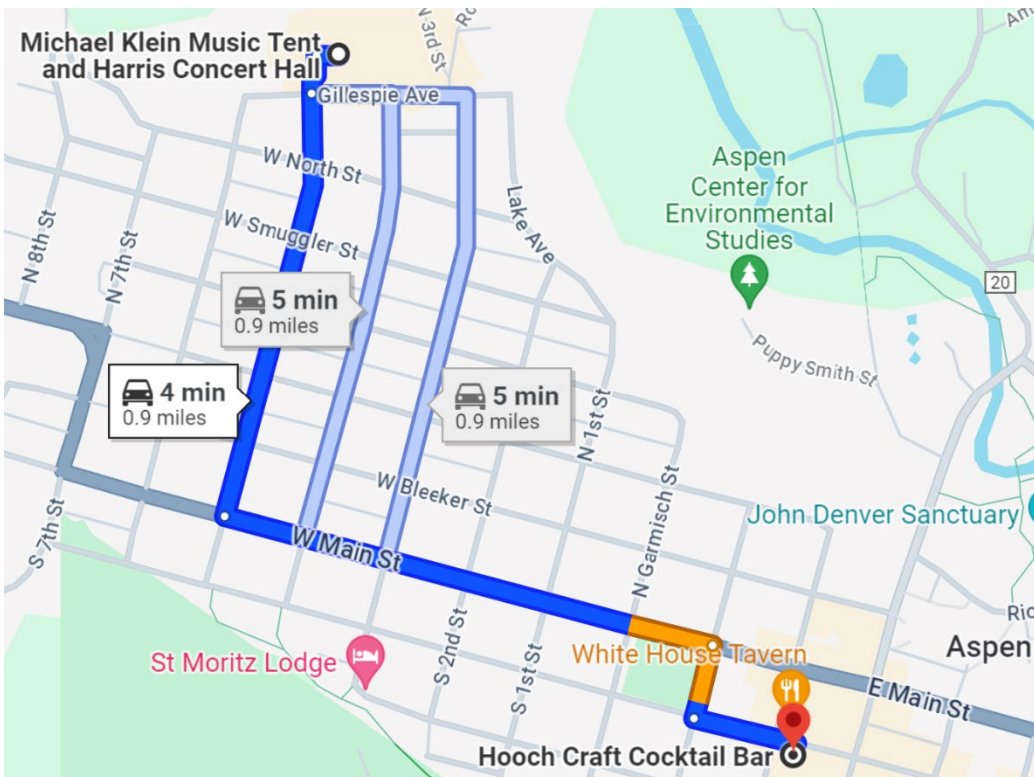 Michael Klein Music Tent
and Harris Concert Hall
N 3rd St
Gillespie Ave
W North St
Lake Ave
Aspen
Center for
Environmental
Studies
W Smuggler St
N 8th St
N 7th St
20
5 min
0.9 miles
Puppy Smith St
4 min
0.9 miles
5 min
0.9 miles
N 1st St
W Bleeker St
N Garmisch St
John Denver Sanctuary
S 7th St
W Main St
Ric
St Moritz Lodge
S 2nd St
S 1st St
White House Tavern
Aspen
E Main St
Hooch Craft Cocktail Bar